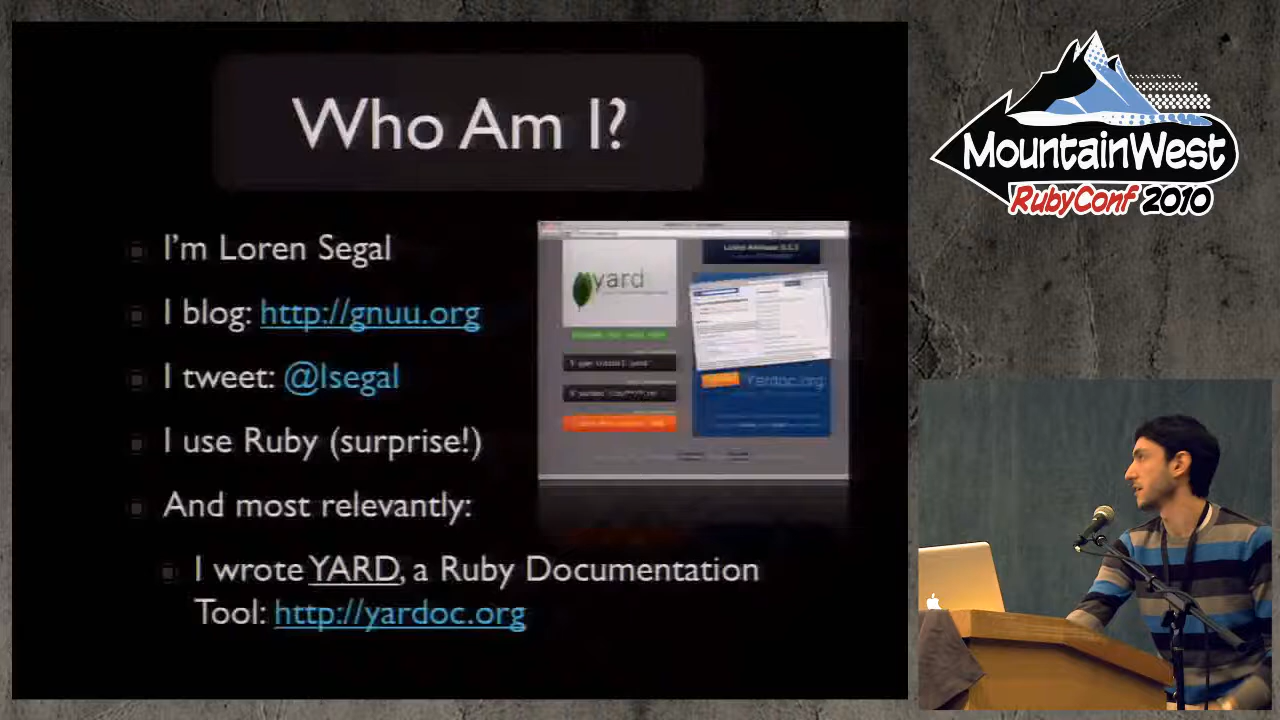 Who Am I?
I'm Loren Segal
I blog: http://gnuu.org
I tweet: @lsegal
I use Ruby (surprise!)
And most relevantly:
I wrote YARD, a Ruby Documentation
Tool: http://yardoc.org
yard
Yardoc.org
MountainWest
RubyConf 2010